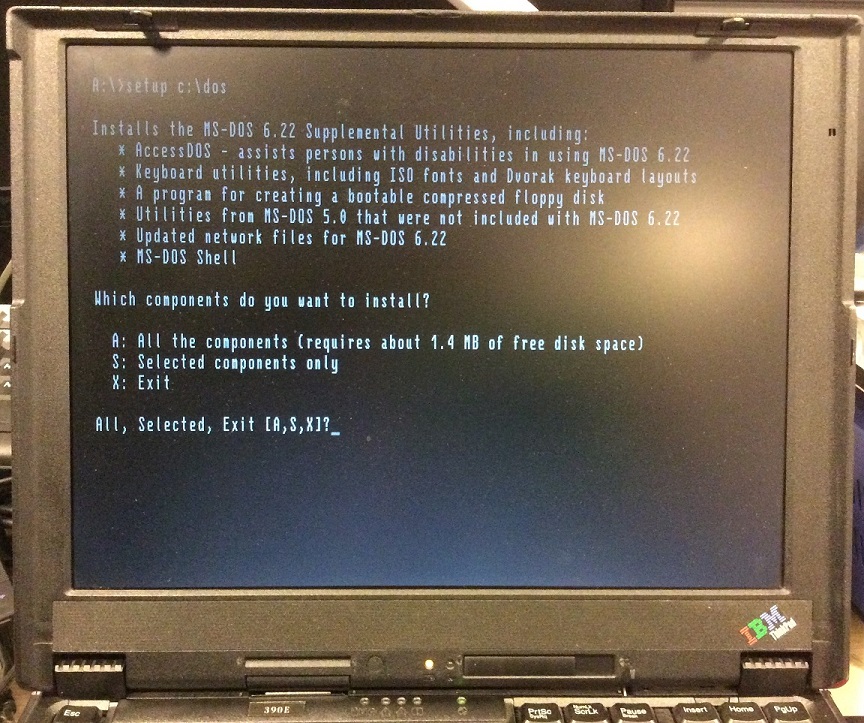 A:\>setup c:\dos
Installs the MS-DOS 6.22 Supplemental Utilities, including:
* AccessDOS - assists persons with disabilities in using MS-DOS 6.22
* Keyboard utilities, including ISO fonts and Dvorak keyboard layouts
* A program for creating a bootable compressed floppy disk
* Utilities from MS-DOS 5.0 that were not included with MS-DOS 6.22
* Updated network files for MS-DOS 6.22
* MS-DOS Shell
Which components do you want to install?
A: All the components (requires about 1.4 MB of free disk space)
S: Selected components only
X: Exit
All, Selected, Exit [A,S,X]?_
IBM
ThinkPad
390E
Esc
PrtSc
SysRq
NumLk
ScrLk
Pause
Break
Insert
Home
PgUp